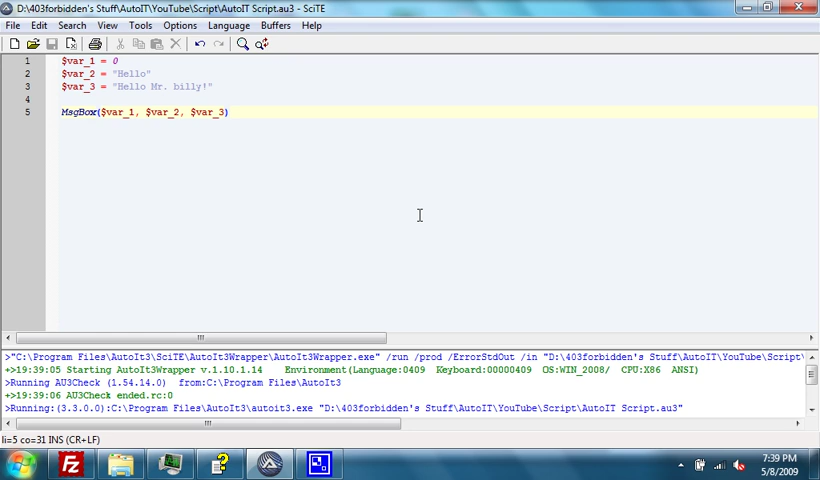 D:\403forbidden's Stuff\AutoIT\YouTube\Script\AutoIT Script.au3 - SciTE
File Edit Search View Tools Options Language Buffers Help
1 $var_1 = 0
2 $var_2 = "Hello"
3 $var_3 = "Hello Mr. billy!"
4
5 MsgBox($var_1, $var_2, $var_3)
>"C:\Program Files\AutoIt3\SciTE\AutoIt3Wrapper\AutoIt3Wrapper.exe" /run /prod /ErrorStdOut /in "D:\403forbidden's Stuff\AutoIT\YouTube\Script\
+>19:39:05 Starting AutoIt3Wrapper v.1.10.1.14 Environment(Language:0409 Keyboard:00000409 OS:WIN_2008/ CPU:X86 ANSI)
>Running AU3Check (1.54.14.0) from:C:\Program Files\AutoIt3
+>19:39:06 AU3Check ended.rc:0
>Running:(3.3.0.0):C:\Program Files\AutoIt3\autoit3.exe "D:\403forbidden's Stuff\AutoIT\YouTube\Script\AutoIT Script.au3"
li=5 co=31 INS (CR+LF)
7:39 PM
5/8/2009